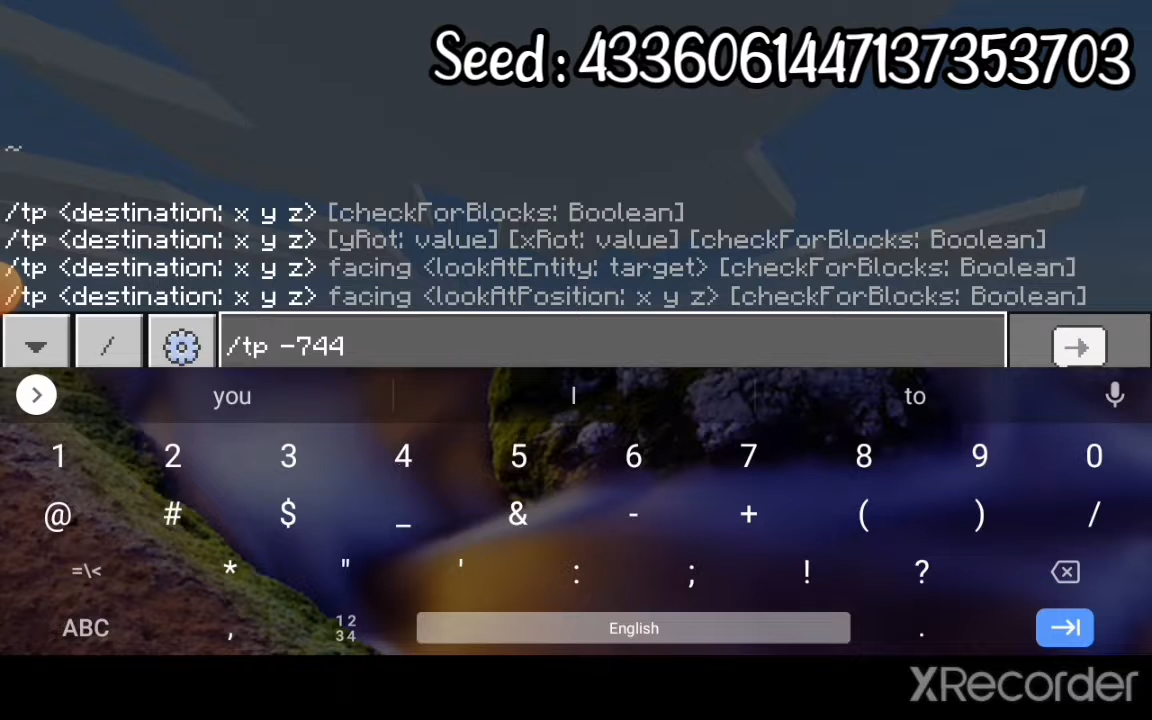 Seed : 4336061447137353703
~
/tp <destination: x y z> [checkForBlocks: Boolean]
/tp <destination: x y z> [yRot: value] [xRot: value] [checkForBlocks: Boolean]
/tp <destination: x y z> facing <lookAtEntity: target> [checkForBlocks: Boolean]
/tp <destination: x y z> facing <lookAtPosition: x y z> [checkForBlocks: Boolean]
/ /tp -744
you I to
1 2 3 4 5 6 7 8 9 0
@ # $ _ & - + ( ) /
=\< * " ' : ; ! ?
ABC , 12 34 English .
XRecorder